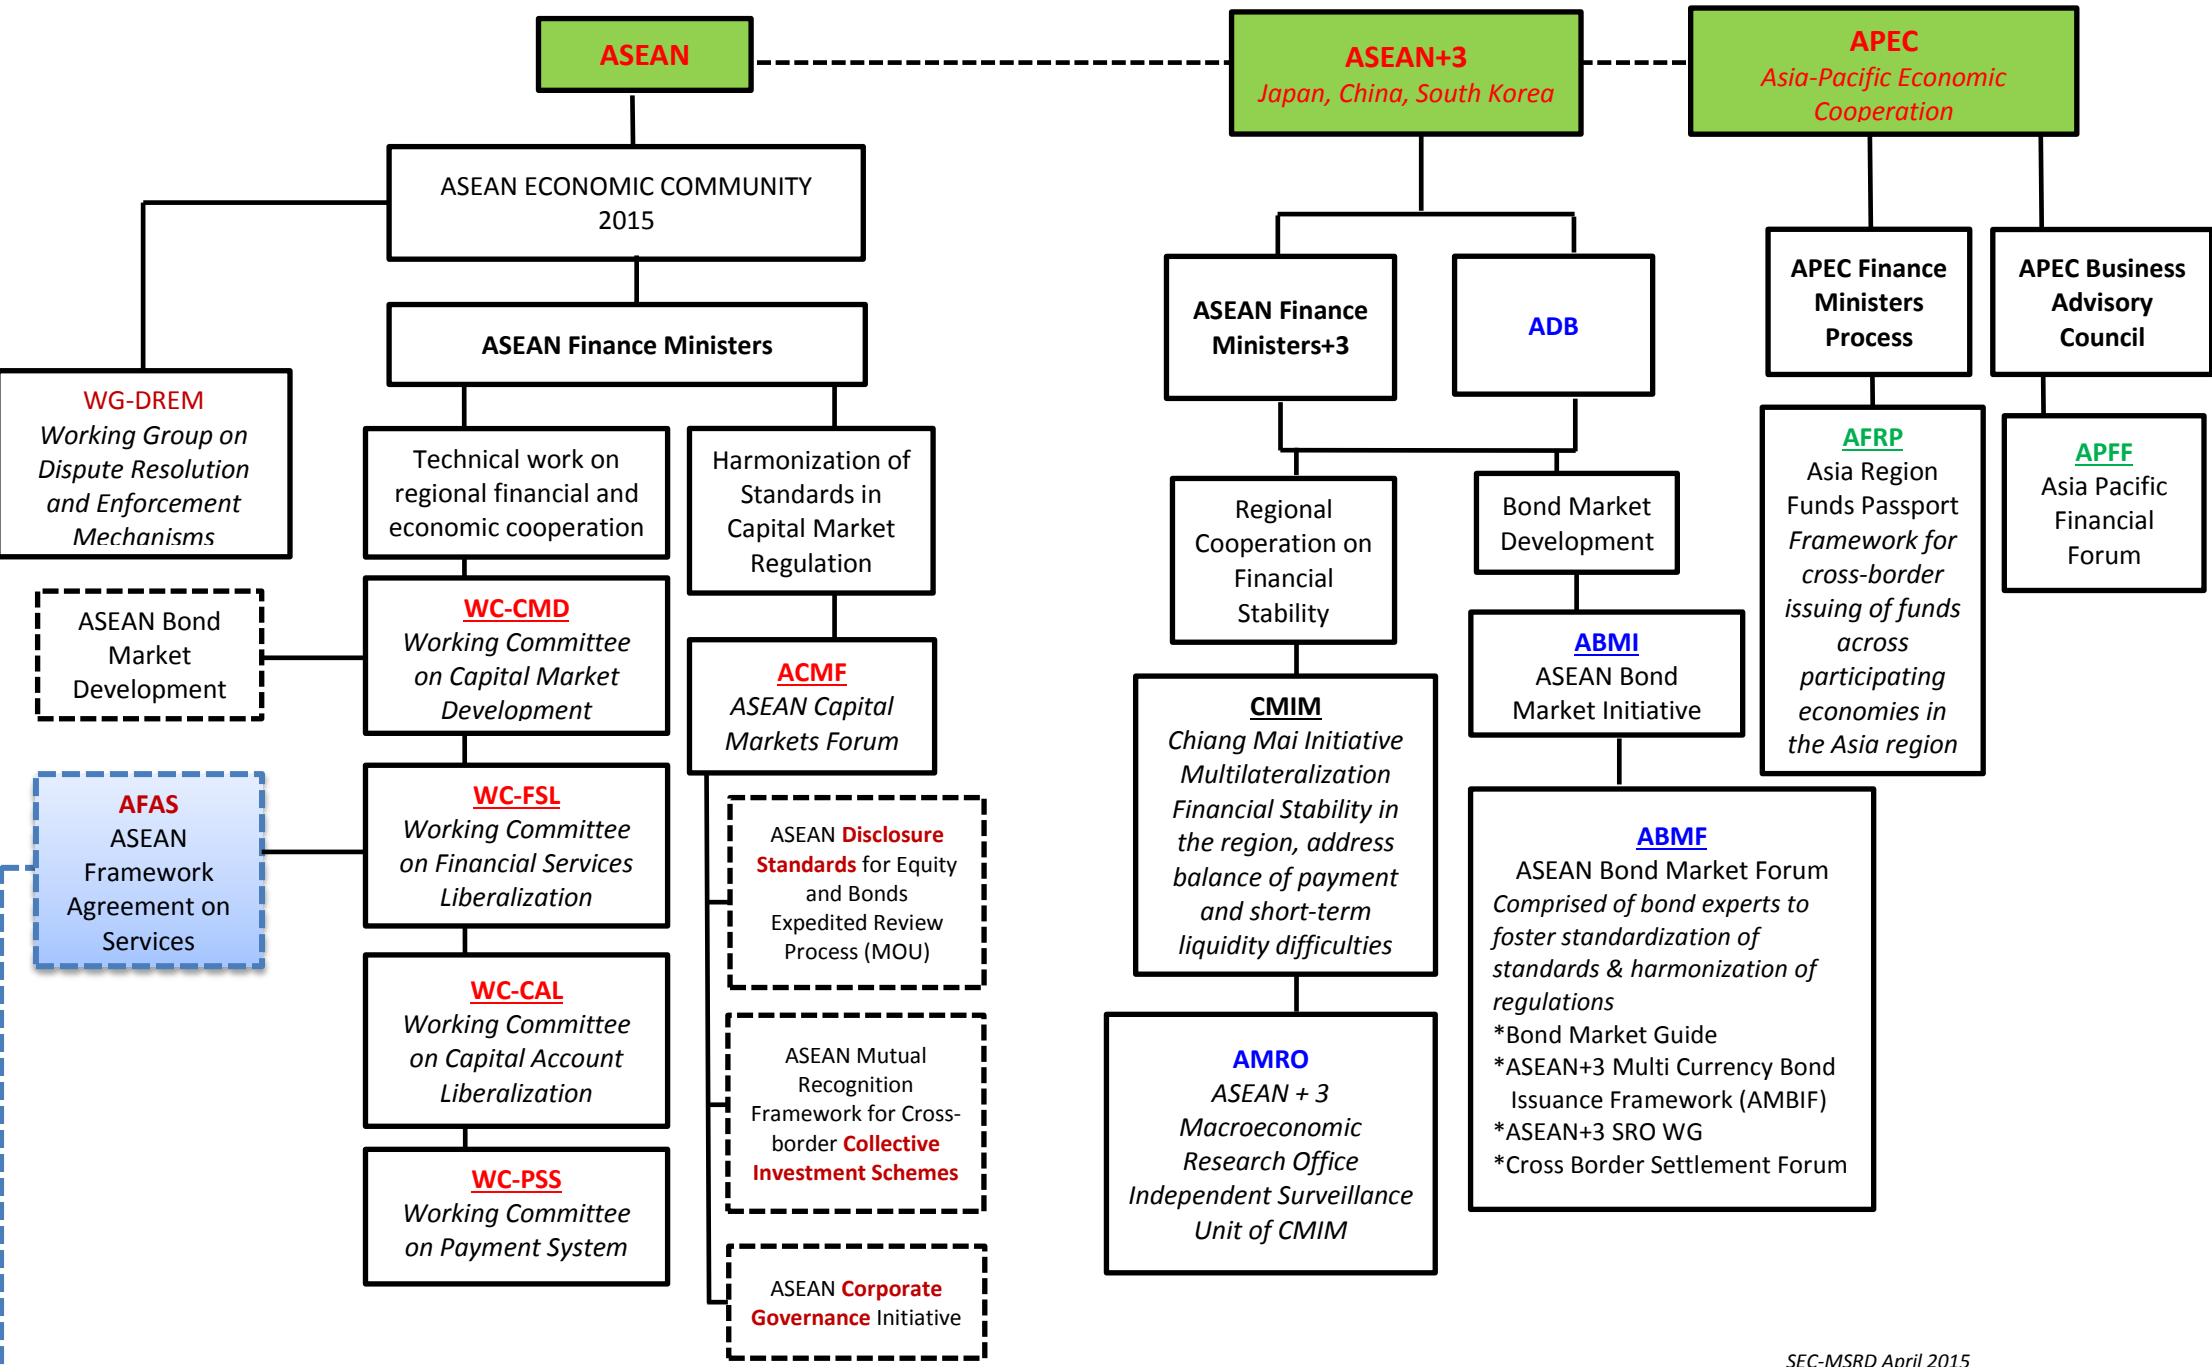 ASEAN
ASEAN+3
Japan, China, South Korea
APEC
Asia-Pacific Economic
Cooperation
ASEAN ECONOMIC COMMUNITY
2015
ASEAN Finance Ministers
WG-DREM
Working Group on
Dispute Resolution
and Enforcement
Mechanisms
Technical work on
regional financial and
economic cooperation
Harmonization of
Standards in
Capital Market
Regulation
ASEAN Bond
Market
Development
WC-CMD
Working Committee
on Capital Market
Development
ACMF
ASEAN Capital
Markets Forum
AFAS
ASEAN
Framework
Agreement on
Services
WC-FSL
Working Committee
on Financial Services
Liberalization
WC-CAL
Working Committee
on Capital Account
Liberalization
WC-PSS
Working Committee
on Payment System
ASEAN Disclosure
Standards for Equity
and Bonds
Expedited Review
Process (MOU)
ASEAN Mutual
Recognition
Framework for Cross-
border Collective
Investment Schemes
ASEAN Corporate
Governance Initiative
ASEAN Finance
Ministers+3
ADB
Regional
Cooperation on
Financial
Stability
Bond Market
Development
CMIM
Chiang Mai Initiative
Multilateralization
Financial Stability in
the region, address
balance of payment
and short-term
liquidity difficulties
AMRO
ASEAN + 3
Macroeconomic
Research Office
Independent Surveillance
Unit of CMIM
ABMI
ASEAN Bond
Market Initiative
ABMF
ASEAN Bond Market Forum
Comprised of bond experts to
foster standardization of
standards & harmonization of
regulations
*Bond Market Guide
*ASEAN+3 Multi Currency Bond
Issuance Framework (AMBIF)
*ASEAN+3 SRO WG
*Cross Border Settlement Forum
APEC Finance
Ministers
Process
APEC Business
Advisory
Council
AFRP
Asia Region
Funds Passport
Framework for
cross-border
issuing of funds
across
participating
economies in
the Asia region
APFF
Asia Pacific
Financial
Forum
SEC-MSRD April 2015